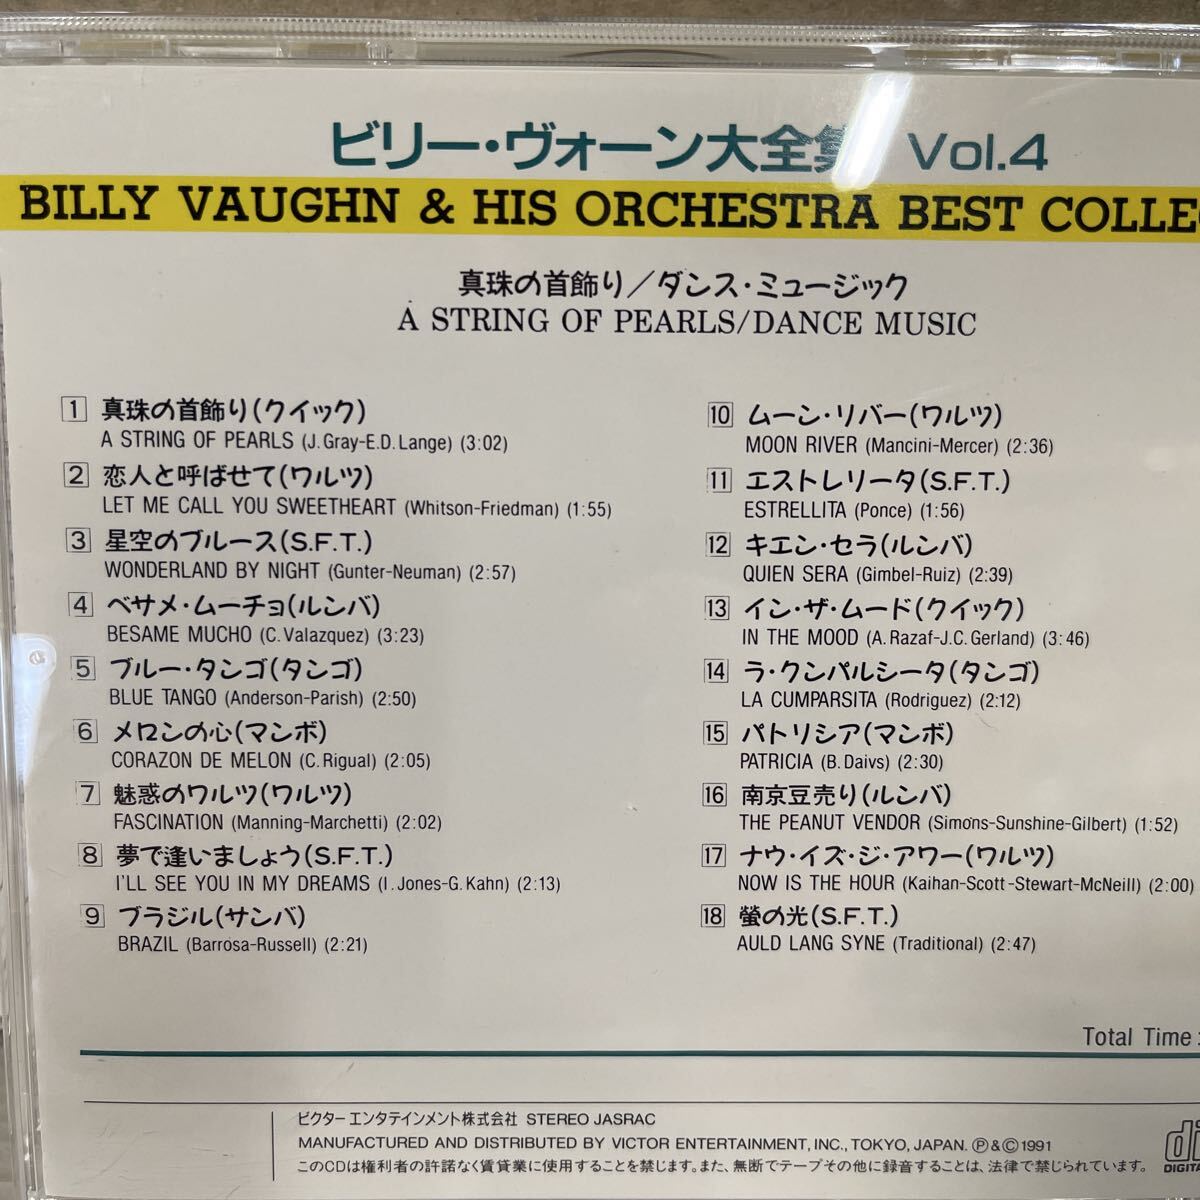 ビリー・ヴォーン大全集 Vol.4
BILLY VAUGHN & HIS ORCHESTRA BEST COLLE
真珠の首飾り／ダンス・ミュージック
A STRING OF PEARLS/DANCE MUSIC
1 真珠の首飾り(クイック)
A STRING OF PEARLS (J.Gray-E.D.Lange) (3:02)
2 恋人と呼ばせて(ワルツ)
LET ME CALL YOU SWEETHEART (Whitson-Friedman) (1:55)
3 星空のブルース(S.F.T.)
WONDERLAND BY NIGHT (Gunter-Neuman) (2:57)
4 ベサメ・ムーチョ(ルンバ)
BESAME MUCHO (C.Valazquez) (3:23)
5 ブルー・タンゴ(タンゴ)
BLUE TANGO (Anderson-Parish) (2:50)
6 メロンの心(マンボ)
CORAZON DE MELON (C.Rigual) (2:05)
7 魅惑のワルツ(ワルツ)
FASCINATION (Manning-Marchetti) (2:02)
8 夢で逢いましょう(S.F.T.)
I'LL SEE YOU IN MY DREAMS (I.Jones-G.Kahn) (2:13)
9 ブラジル(サンバ)
BRAZIL (Barrosa-Russell) (2:21)
10 ムーン・リバー(ワルツ)
MOON RIVER (Mancini-Mercer) (2:36)
11 エストレリータ(S.F.T.)
ESTRELLITA (Ponce) (1:56)
12 キエン・セラ(ルンバ)
QUIEN SERA (Gimbel-Ruiz) (2:39)
13 イン・ザ・ムード(クイック)
IN THE MOOD (A.Razaf-J.C.Gerland) (3:46)
14 ラ・クンパルシータ(タンゴ)
LA CUMPARSITA (Rodriguez) (2:12)
15 パトリシア(マンボ)
PATRICIA (B.Daivs) (2:30)
16 南京豆売り(ルンバ)
THE PEANUT VENDOR (Simons-Sunshine-Gilbert) (1:52)
17 ナウ・イズ・ジ・アワー(ワルツ)
NOW IS THE HOUR (Kaihan-Scott-Stewart-McNeill) (2:00)
18 螢の光(S.F.T.)
AULD LANG SYNE (Traditional) (2:47)
Total Time:
ビクターエンタテインメント株式会社 STEREO JASRAC
MANUFACTURED AND DISTRIBUTED BY VICTOR ENTERTAINMENT, INC., TOKYO, JAPAN. Ⓟ&Ⓒ1991
このCDは権利者の許諾なく賃貸業に使用することを禁じます。また、無断でテープその他に録音することは、法律で禁じられています。
DIGITAL